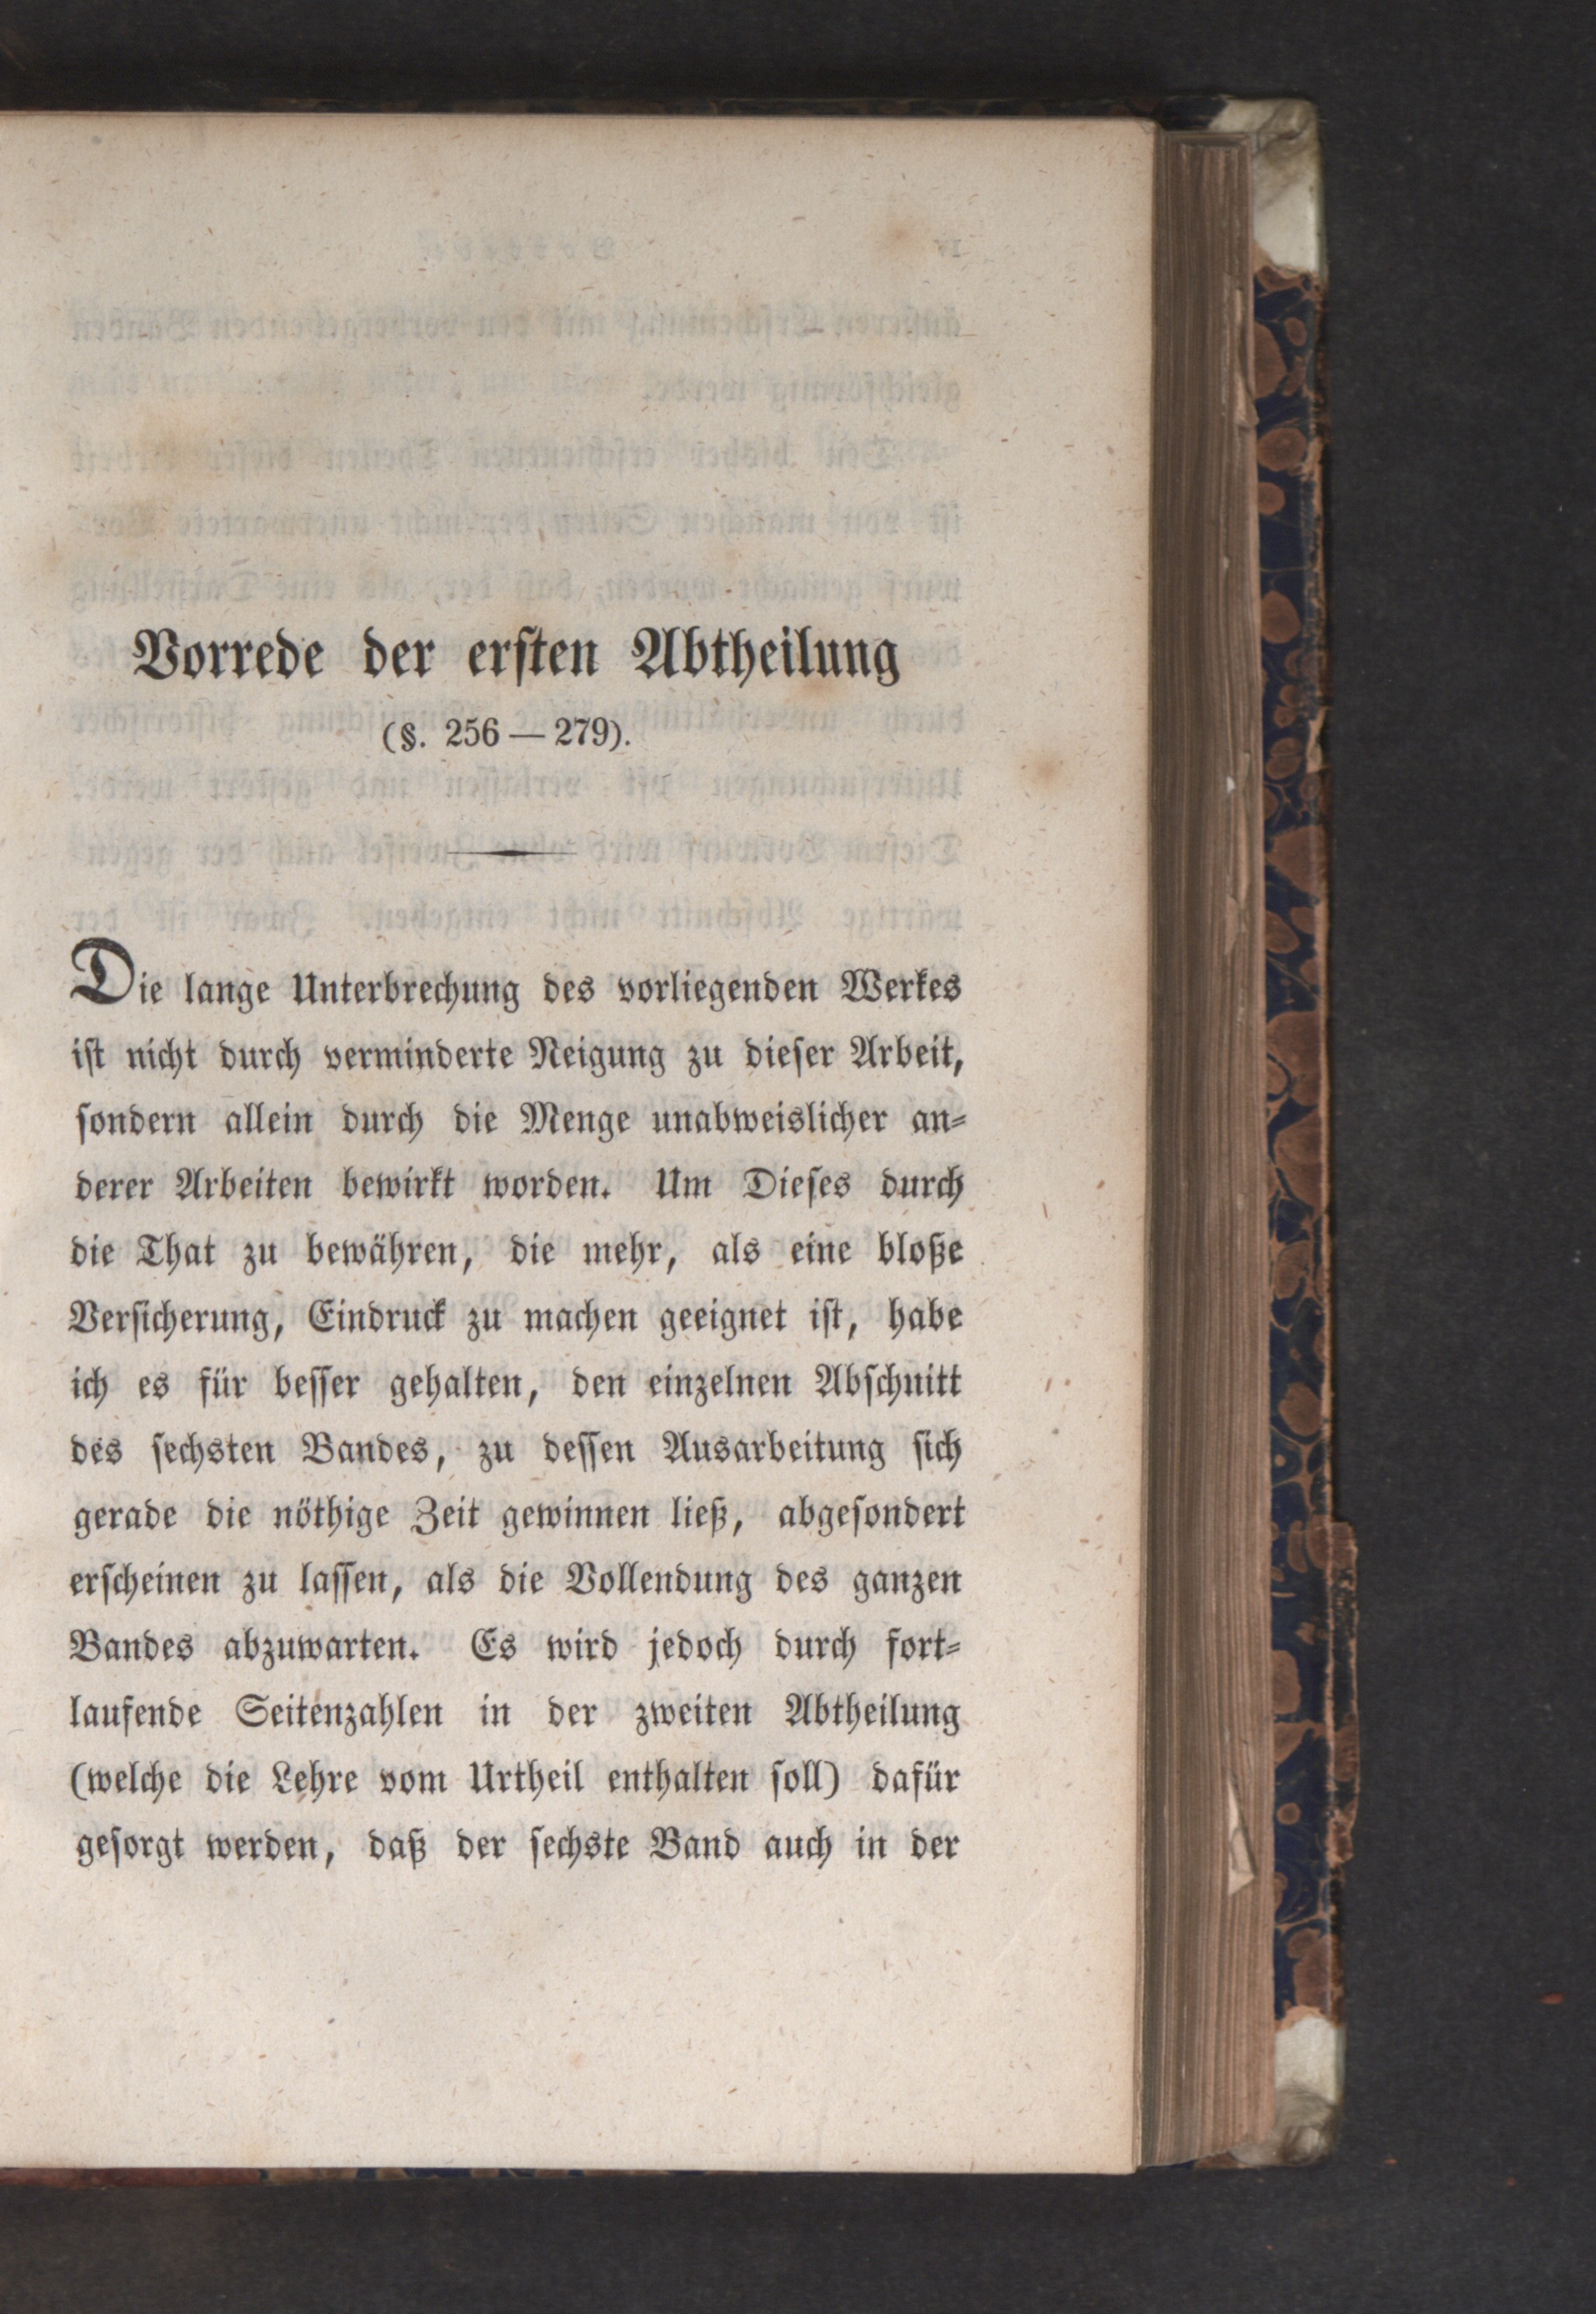 Vorrede der ersten Abtheilung
(§. 256 — 279).
Die lange Unterbrechung des vorliegenden Werkes
ist nicht durch verminderte Neigung zu dieser Arbeit,
sondern allein durch die Menge unabweislicher an-
derer Arbeiten bewirkt worden. Um Dieses durch
die That zu bewähren, die mehr, als eine bloße
Versicherung, Eindruck zu machen geeignet ist, habe
ich es für besser gehalten, den einzelnen Abschnitt
des sechsten Bandes, zu dessen Ausarbeitung sich
gerade die nöthige Zeit gewinnen ließ, abgesondert
erscheinen zu lassen, als die Vollendung des ganzen
Bandes abzuwarten. Es wird jedoch durch fort-
laufende Seitenzahlen in der zweiten Abtheilung
(welche die Lehre vom Urtheil enthalten soll) dafür
gesorgt werden, daß der sechste Band auch in der